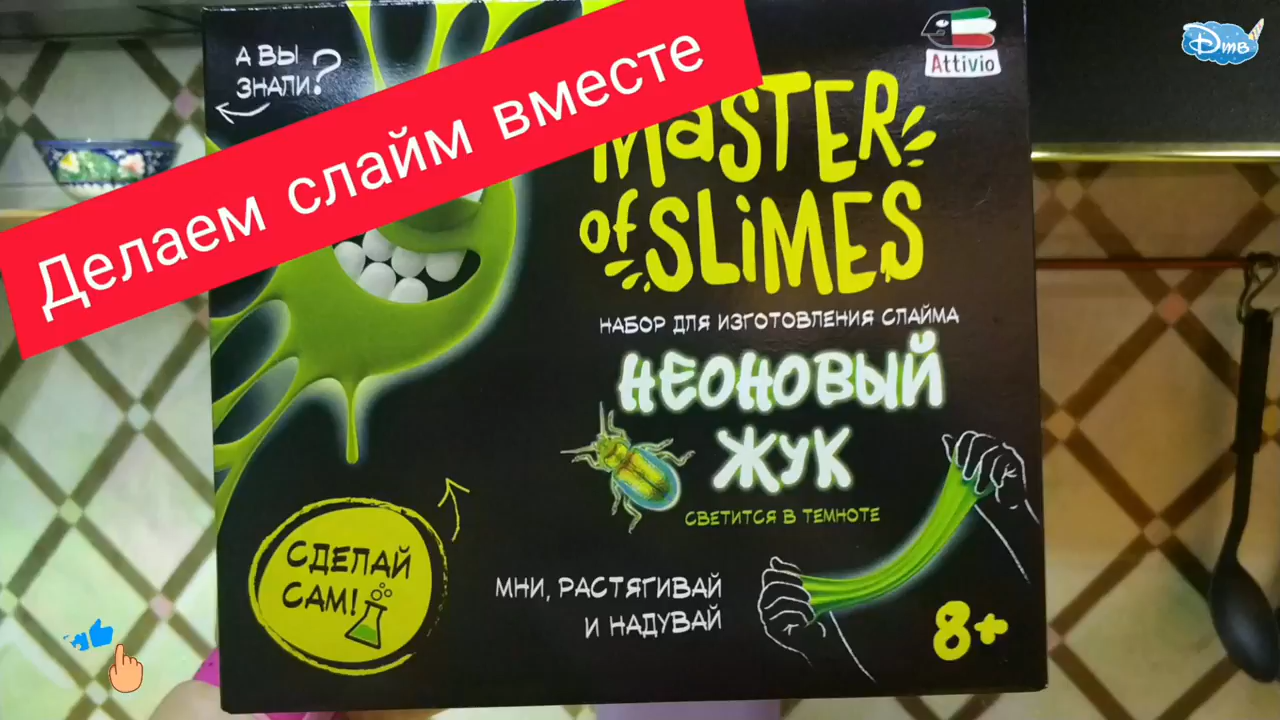 А ВЫ
ЗНАЛИ?
Делаем слайм вместе
Attivio
Dтв
MaSTER
of SLiMES
НАБОР ДЛЯ ИЗГОТОВЛЕНИЯ СЛАЙМА
НЕОНОВЫЙ
ЖУК
СВЕТИТСЯ В ТЕМНОТЕ
СДЕЛАЙ
САМ!
МНИ, РАСТЯГИВАЙ
И НАДУВАЙ
8+